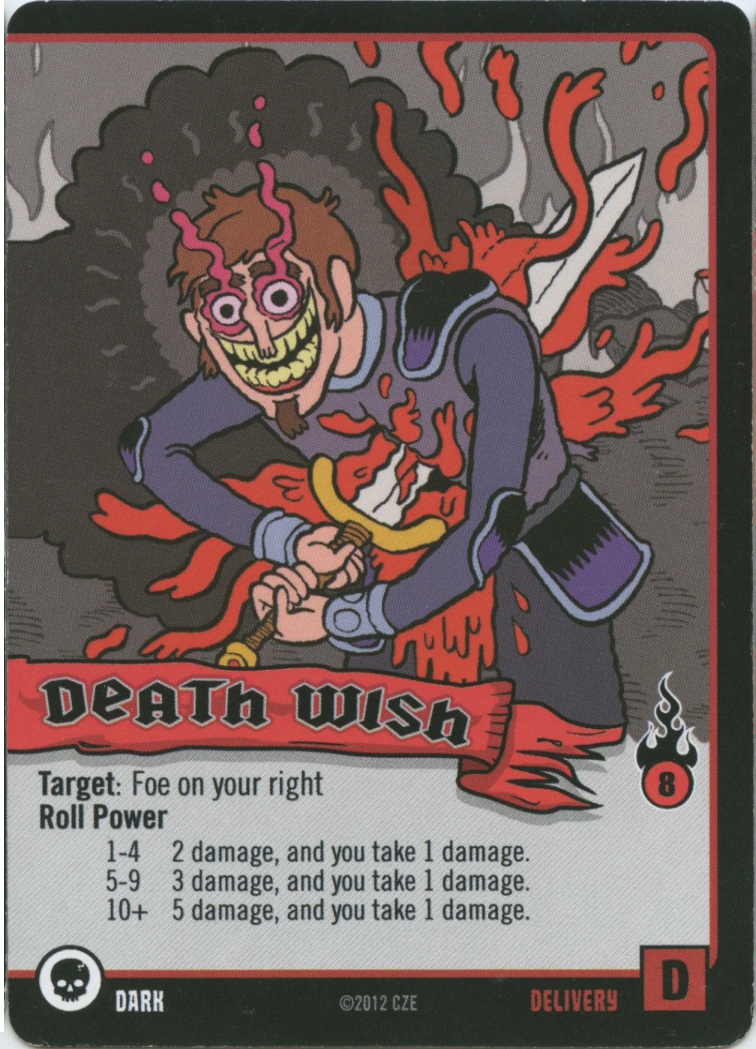 Death Wish
8
Target: Foe on your right
Roll Power
1-4 2 damage, and you take 1 damage.
5-9 3 damage, and you take 1 damage.
10+ 5 damage, and you take 1 damage.
DARK
©2012 CZE
DELIVERY
D